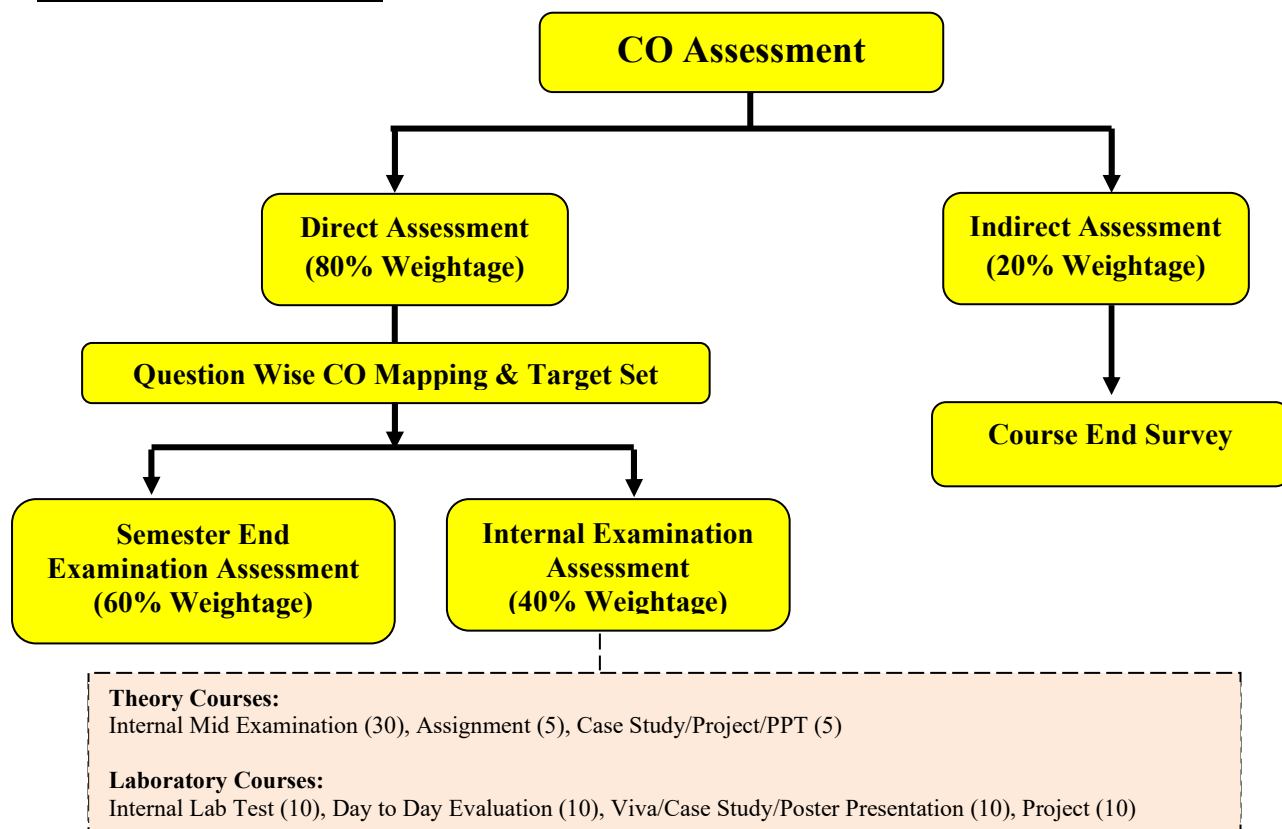 CO Assessment
Direct Assessment
(80% Weightage)
Indirect Assessment
(20% Weightage)
Question Wise CO Mapping & Target Set
Course End Survey
Semester End
Examination Assessment
(60% Weightage)
Internal Examination
Assessment
(40% Weightage)
Theory Courses:
Internal Mid Examination (30), Assignment (5), Case Study/Project/PPT (5)
Laboratory Courses:
Internal Lab Test (10), Day to Day Evaluation (10), Viva/Case Study/Poster Presentation (10), Project (10)